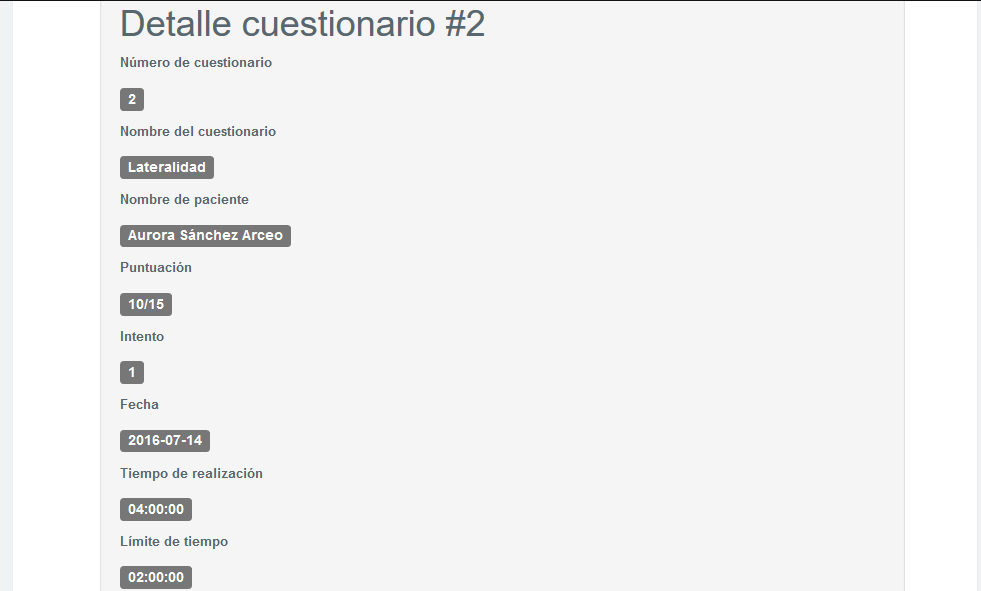 Detalle cuestionario #2
Número de cuestionario
2
Nombre del cuestionario
Lateralidad
Nombre de paciente
Aurora Sánchez Arceo
Puntuación
10/15
Intento
1
Fecha
2016-07-14
Tiempo de realización
04:00:00
Límite de tiempo
02:00:00